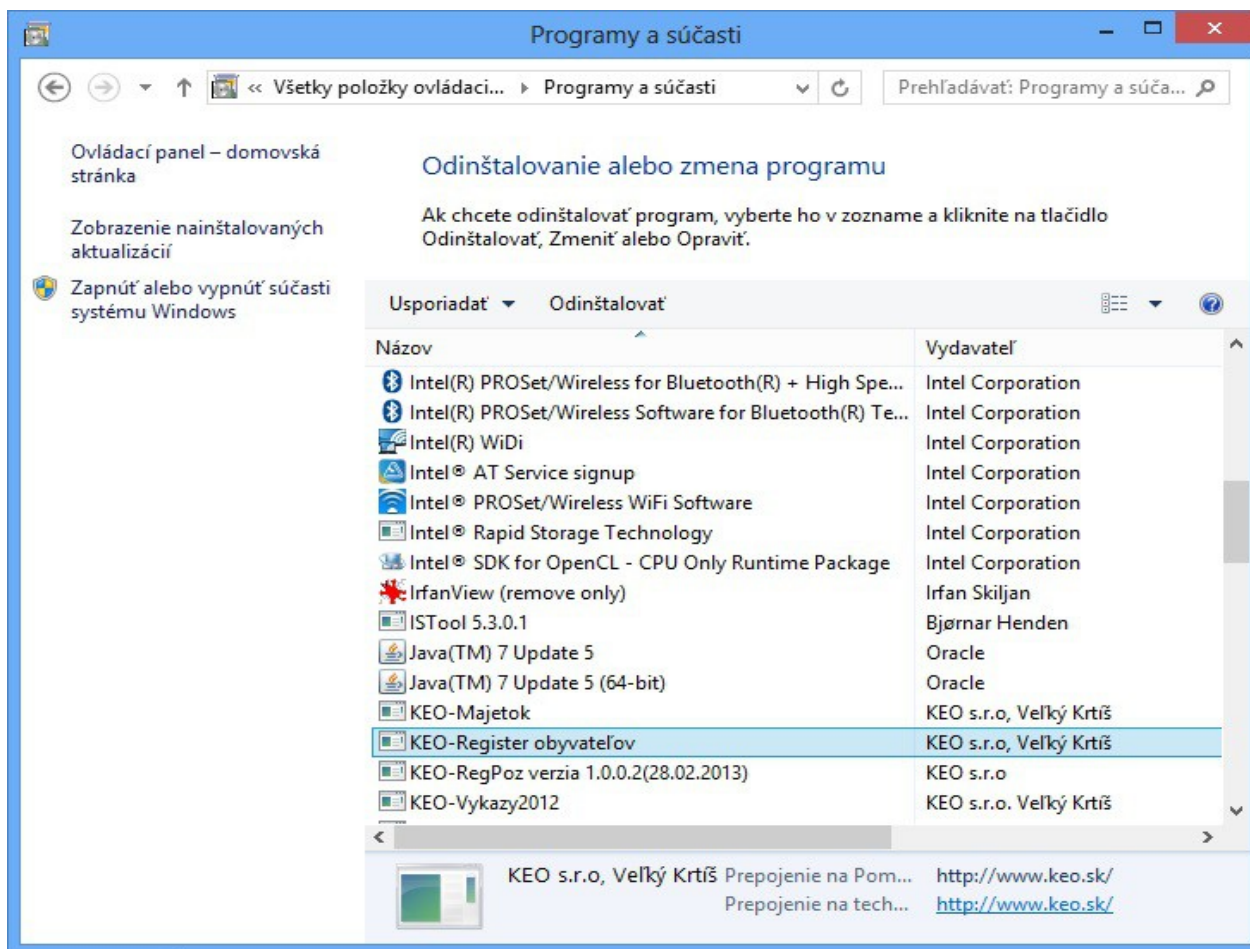 Programy a súčasti
« Všetky položky ovládaci... ▸ Programy a súčasti
Prehľadávať: Programy a súča...
Ovládací panel – domovská
stránka
Zobrazenie nainštalovaných
aktualizácií
Zapnúť alebo vypnúť súčasti
systému Windows
Odinštalovanie alebo zmena programu
Ak chcete odinštalovať program, vyberte ho v zozname a kliknite na tlačidlo
Odinštalovať, Zmeniť alebo Opraviť.
Usporiadať Odinštalovať
Názov Vydavateľ
Intel(R) PROSet/Wireless for Bluetooth(R) + High Spe... Intel Corporation
Intel(R) PROSet/Wireless Software for Bluetooth(R) Te... Intel Corporation
Intel(R) WiDi Intel Corporation
Intel® AT Service signup Intel Corporation
Intel® PROSet/Wireless WiFi Software Intel Corporation
Intel® Rapid Storage Technology Intel Corporation
Intel® SDK for OpenCL - CPU Only Runtime Package Intel Corporation
IrfanView (remove only) Irfan Skiljan
ISTool 5.3.0.1 Bjørnar Henden
Java(TM) 7 Update 5 Oracle
Java(TM) 7 Update 5 (64-bit) Oracle
KEO-Majetok KEO s.r.o, Veľký Krtíš
KEO-Register obyvateľov KEO s.r.o, Veľký Krtíš
KEO-RegPoz verzia 1.0.0.2(28.02.2013) KEO s.r.o
KEO-Vykazy2012 KEO s.r.o. Veľký Krtíš
KEO s.r.o, Veľký Krtíš Prepojenie na Pom... http://www.keo.sk/
Prepojenie na tech... http://www.keo.sk/